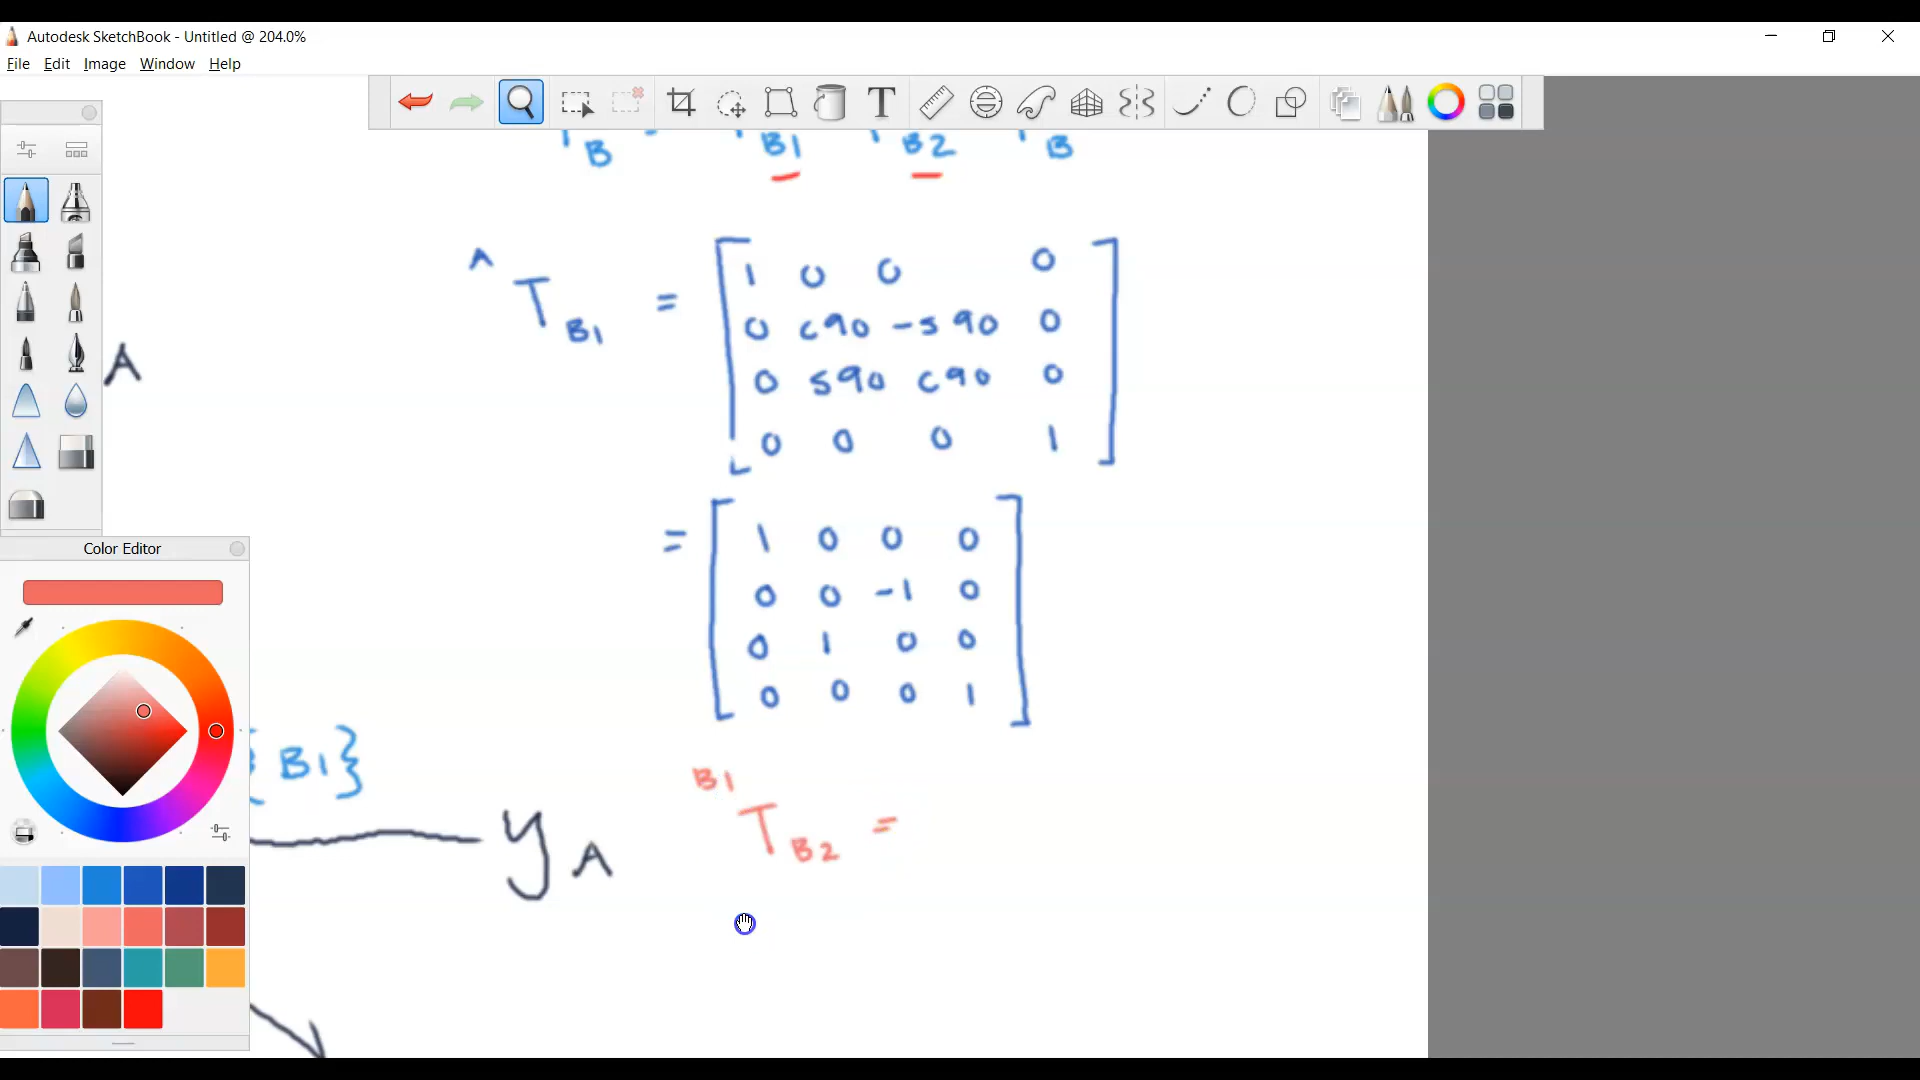 Autodesk SketchBook - Untitled @ 204.0%
File Edit Image Window Help
T
B B1 B2 B
A T B1 = 1 0 0 0
0 c90 -s90 0
0 s90 c90 0
0 0 0 1
A
= 1 0 0 0
0 0 -1 0
0 1 0 0
0 0 0 1
Color Editor
{B1}
B1 T B2 =
y A